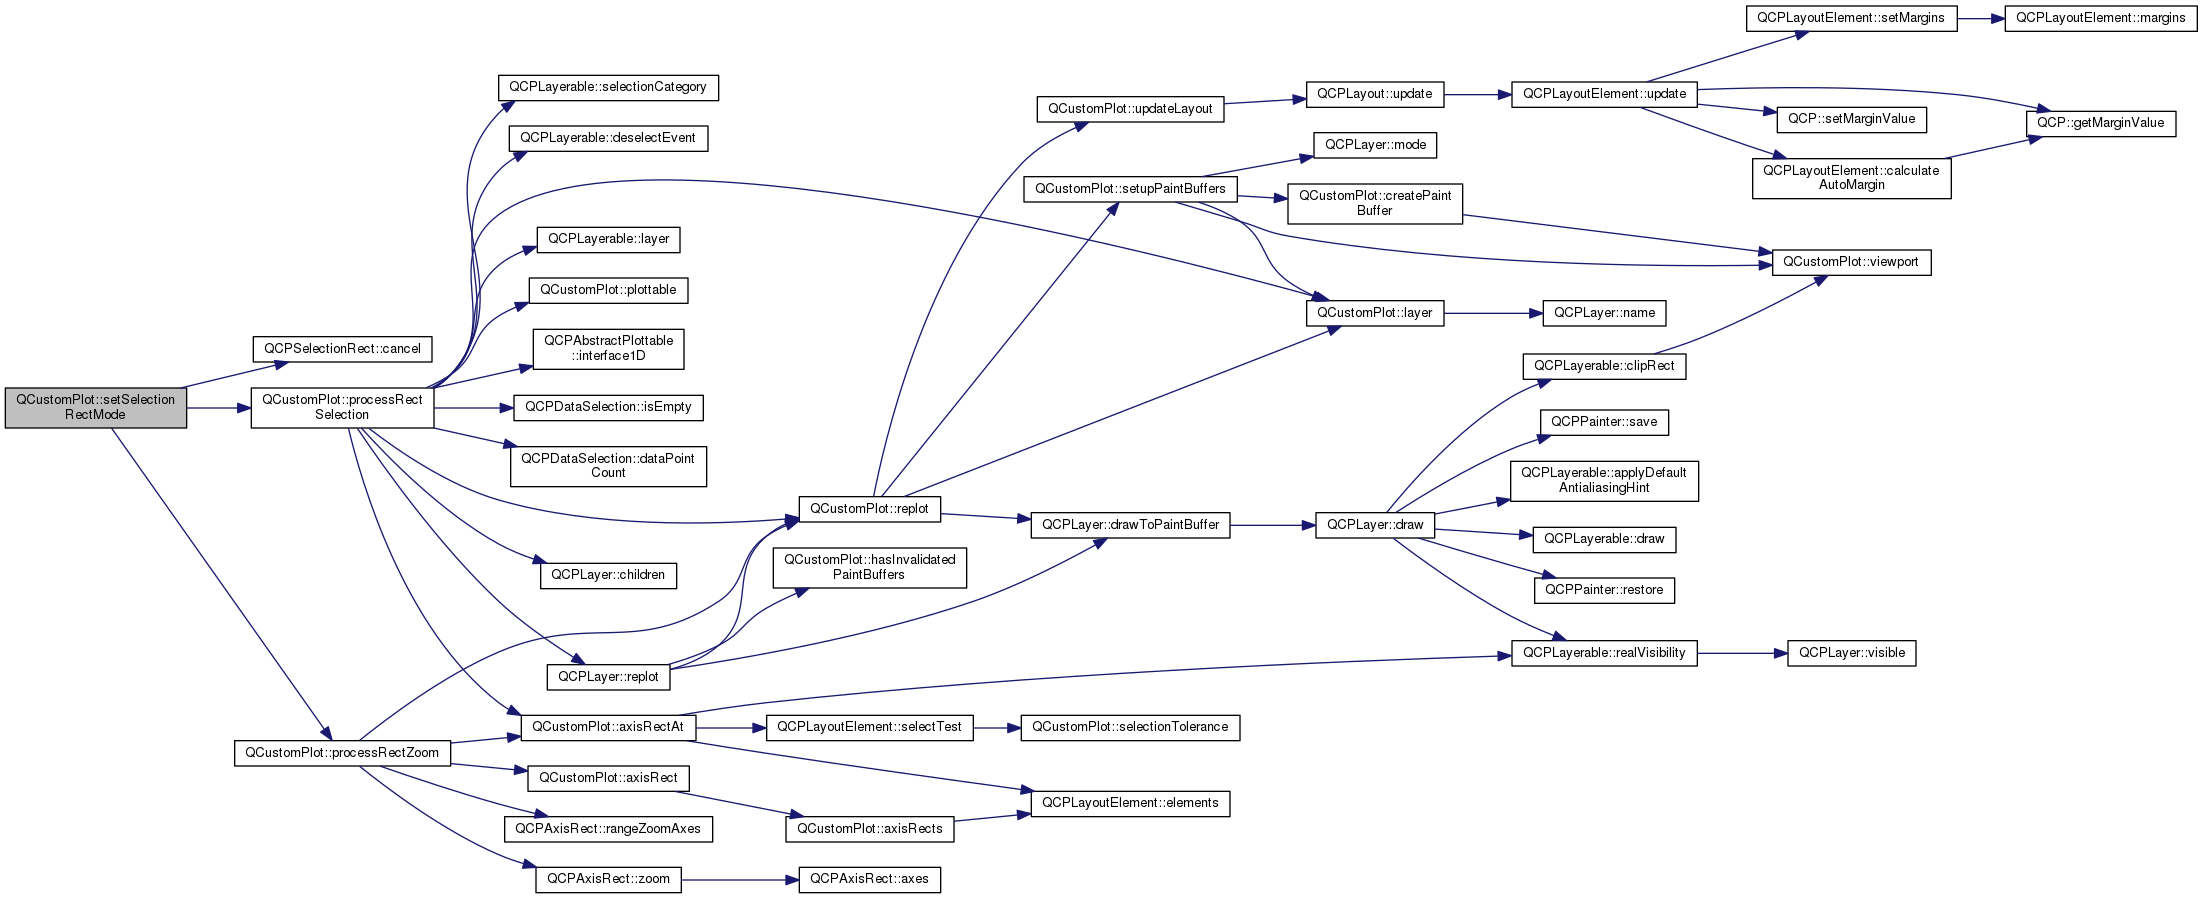 QCustomPlot::setSelection
RectMode
QCPSelectionRect::cancel
QCustomPlot::processRect
Selection
QCustomPlot::processRectZoom
QCPLayerable::selectionCategory
QCPLayerable::deselectEvent
QCPLayerable::layer
QCustomPlot::plottable
QCPAbstractPlottable
::interface1D
QCPDataSelection::isEmpty
QCPDataSelection::dataPoint
Count
QCPLayer::children
QCPLayer::replot
QCustomPlot::axisRectAt
QCustomPlot::axisRect
QCPAxisRect::rangeZoomAxes
QCPAxisRect::zoom
QCustomPlot::replot
QCustomPlot::hasInvalidated
PaintBuffers
QCPLayoutElement::selectTest
QCustomPlot::axisRects
QCPAxisRect::axes
QCustomPlot::updateLayout
QCustomPlot::setupPaintBuffers
QCPLayer::drawToPaintBuffer
QCustomPlot::selectionTolerance
QCPLayoutElement::elements
QCPLayout::update
QCPLayer::mode
QCustomPlot::createPaint
Buffer
QCustomPlot::layer
QCPLayer::draw
QCPLayoutElement::update
QCPLayer::name
QCPLayerable::clipRect
QCPPainter::save
QCPLayerable::applyDefault
AntialiasingHint
QCPLayerable::draw
QCPPainter::restore
QCPLayerable::realVisibility
QCPLayoutElement::setMargins
QCP::setMarginValue
QCPLayoutElement::calculate
AutoMargin
QCustomPlot::viewport
QCPLayer::visible
QCPLayoutElement::margins
QCP::getMarginValue